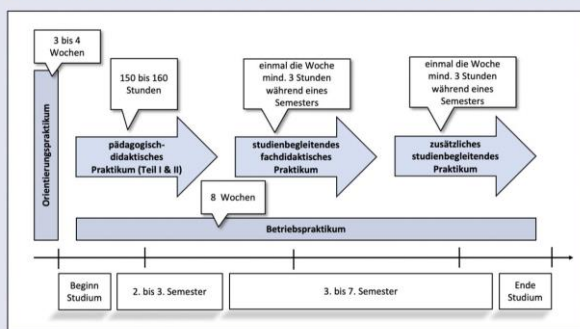 3 bis 4
Wochen
Orientierungspraktikum
150 bis 160
Stunden
einmal die Woche
mind. 3 Stunden
während eines
Semesters
einmal die Woche
mind. 3 Stunden
während eines
Semesters
pädagogisch-
didaktisches
Praktikum (Teil I & II)
studienbegleitendes
fachdidaktisches
Praktikum
zusätzliches
studienbegleitendes
Praktikum
8 Wochen
Betriebspraktikum
Beginn
Studium
2. bis 3. Semester
3. bis 7. Semester
Ende
Studium